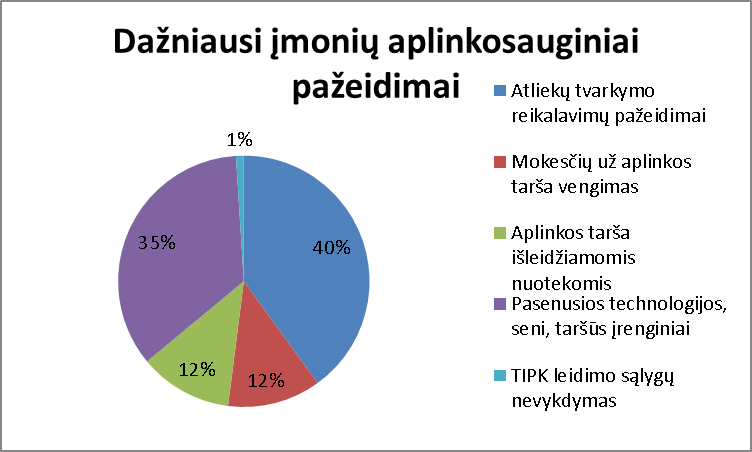 Dažniausi įmonių aplinkosauginiai
pažeidimai
1%
40%
12%
12%
35%
Atliekų tvarkymo
reikalavimų pažeidimai
Mokesčių už aplinkos
tarša vengimas
Aplinkos tarša
išleidžiamomis
nuotekomis
Pasenusios technologijos,
seni, taršūs įrenginiai
TIPK leidimo sąlygų
nevykdymas